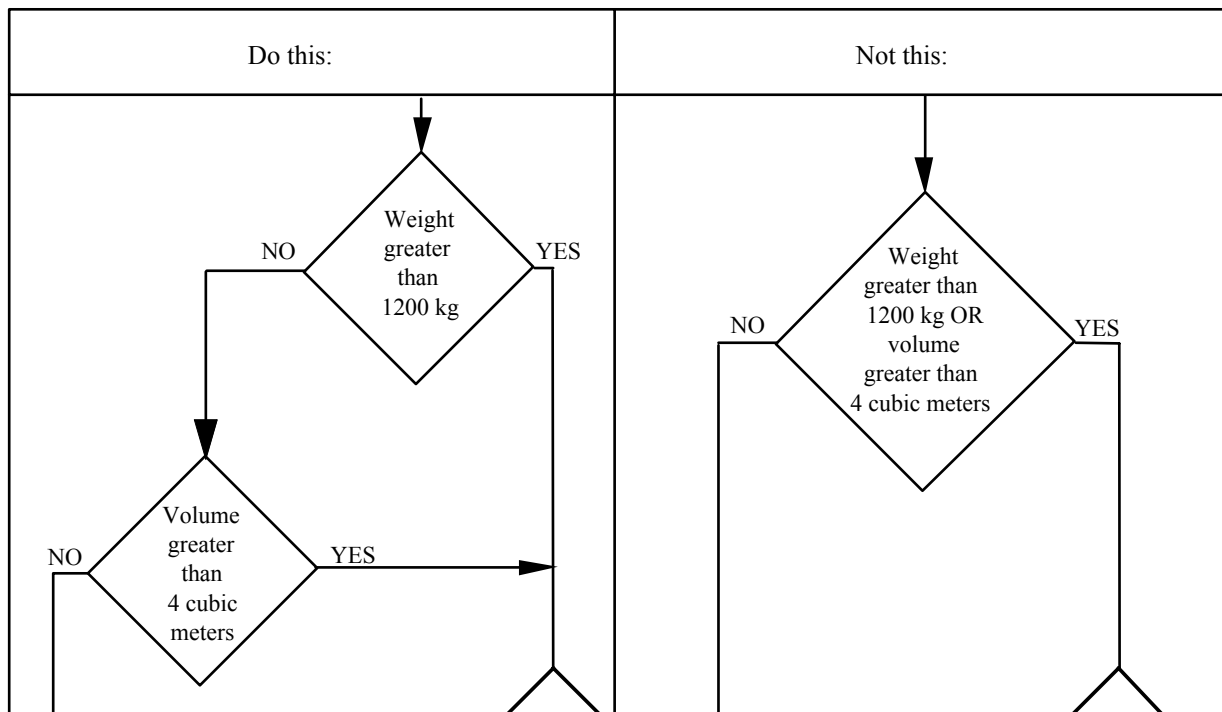 Do this:
Not this:
Weight
greater
than
1200 kg
NO
YES
Volume
greater
than
4 cubic
meters
NO
YES
Weight
greater than
1200 kg OR
volume
greater than
4 cubic meters
NO
YES